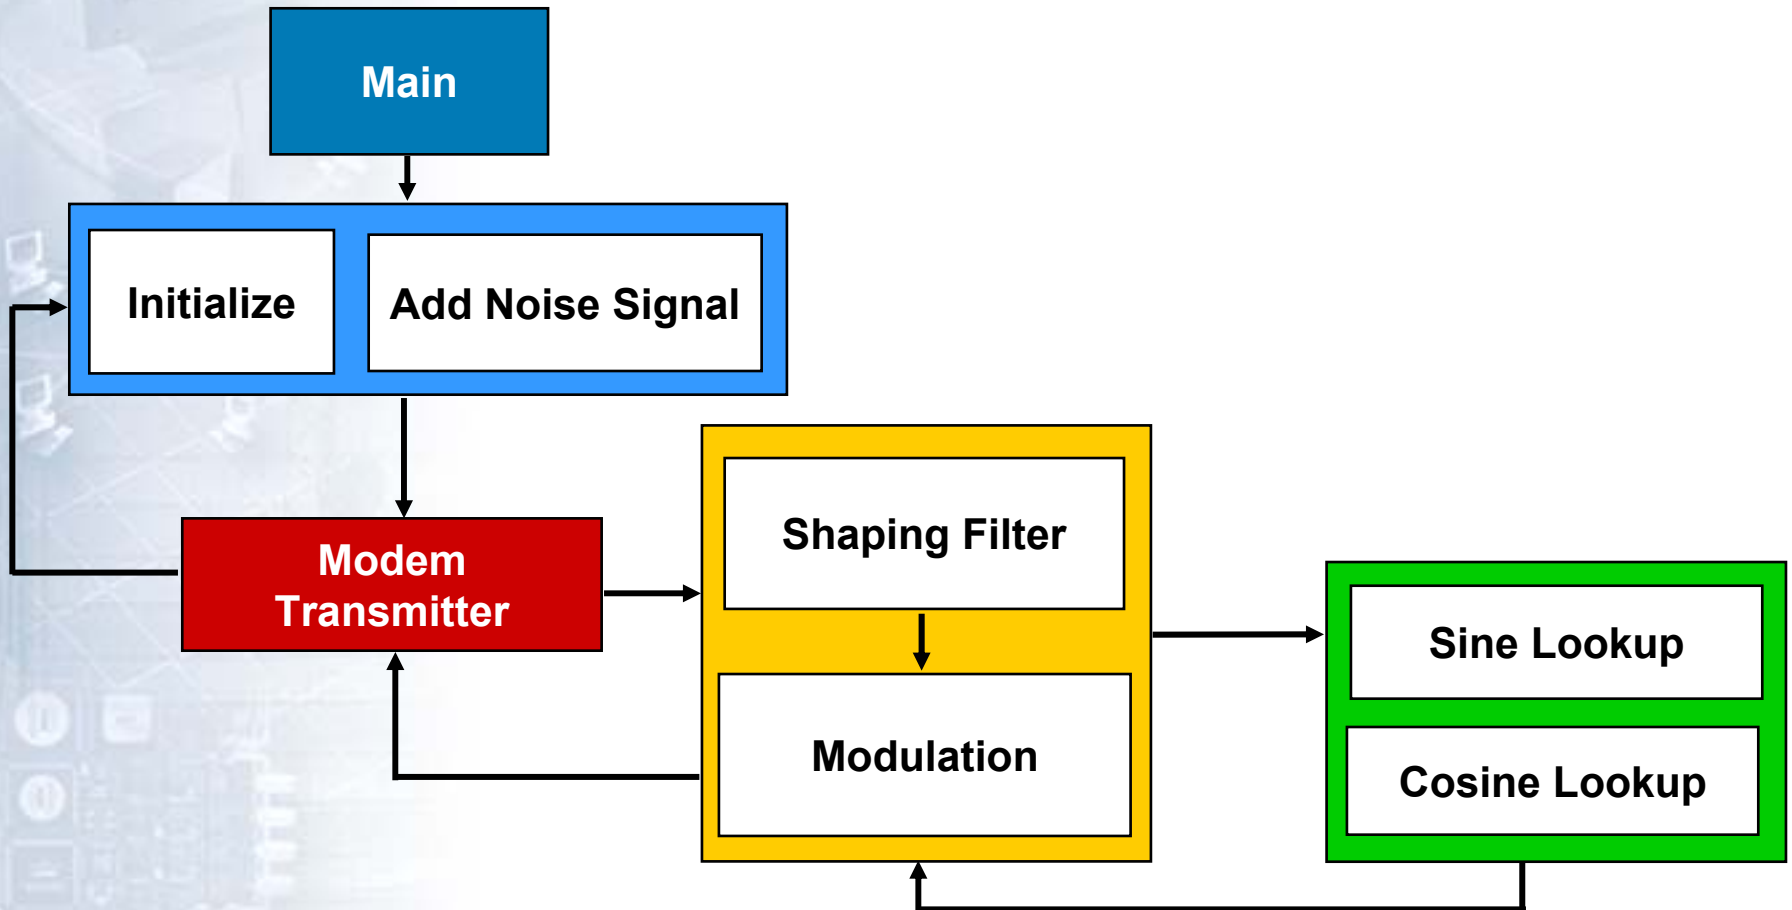 Main
Initialize
Add Noise Signal
Modem
Transmitter
Shaping Filter
Modulation
Sine Lookup
Cosine Lookup